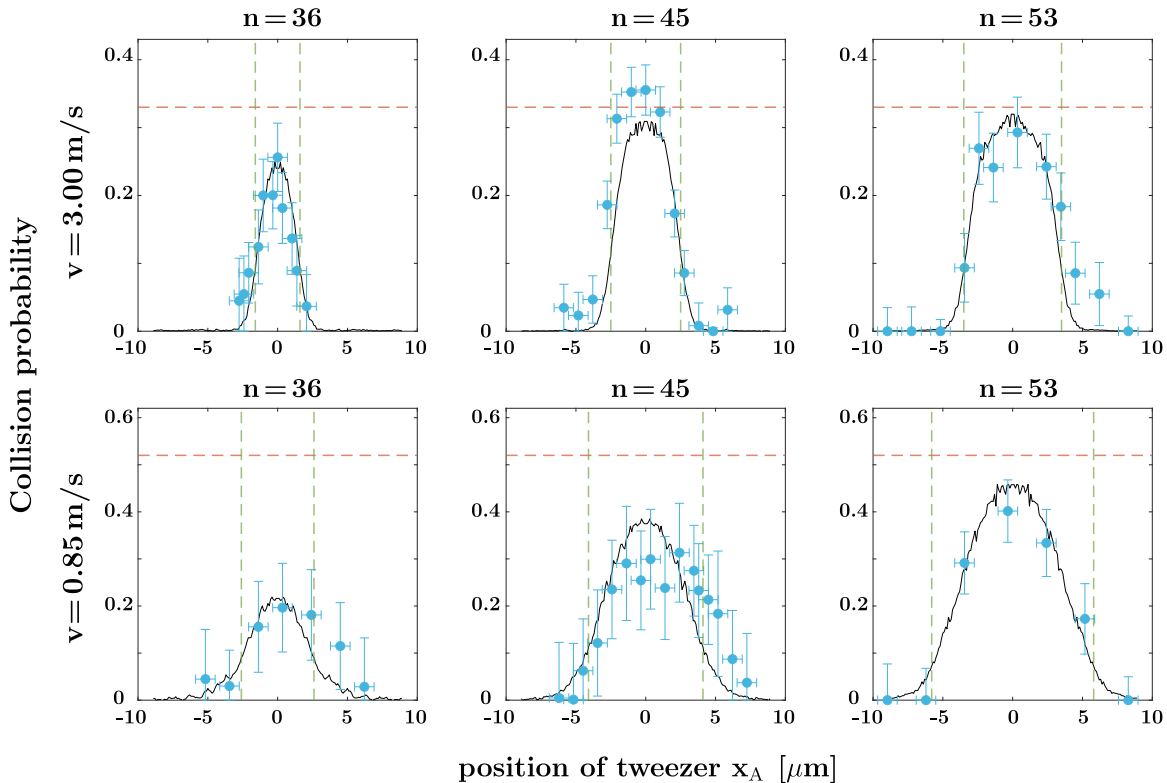 n = 36 n = 45 n = 53
0.4 0.4 0.4
0.2 0.2 0.2
0 0 0
-10 -5 0 5 10 -10 -5 0 5 10 -10 -5 0 5 10
v = 3.00 m/s
Collision probability
n = 36 n = 45 n = 53
0.6 0.6 0.6
0.4 0.4 0.4
0.2 0.2 0.2
0 0 0
-10 -5 0 5 10 -10 -5 0 5 10 -10 -5 0 5 10
v = 0.85 m/s
position of tweezer x_A [μm]